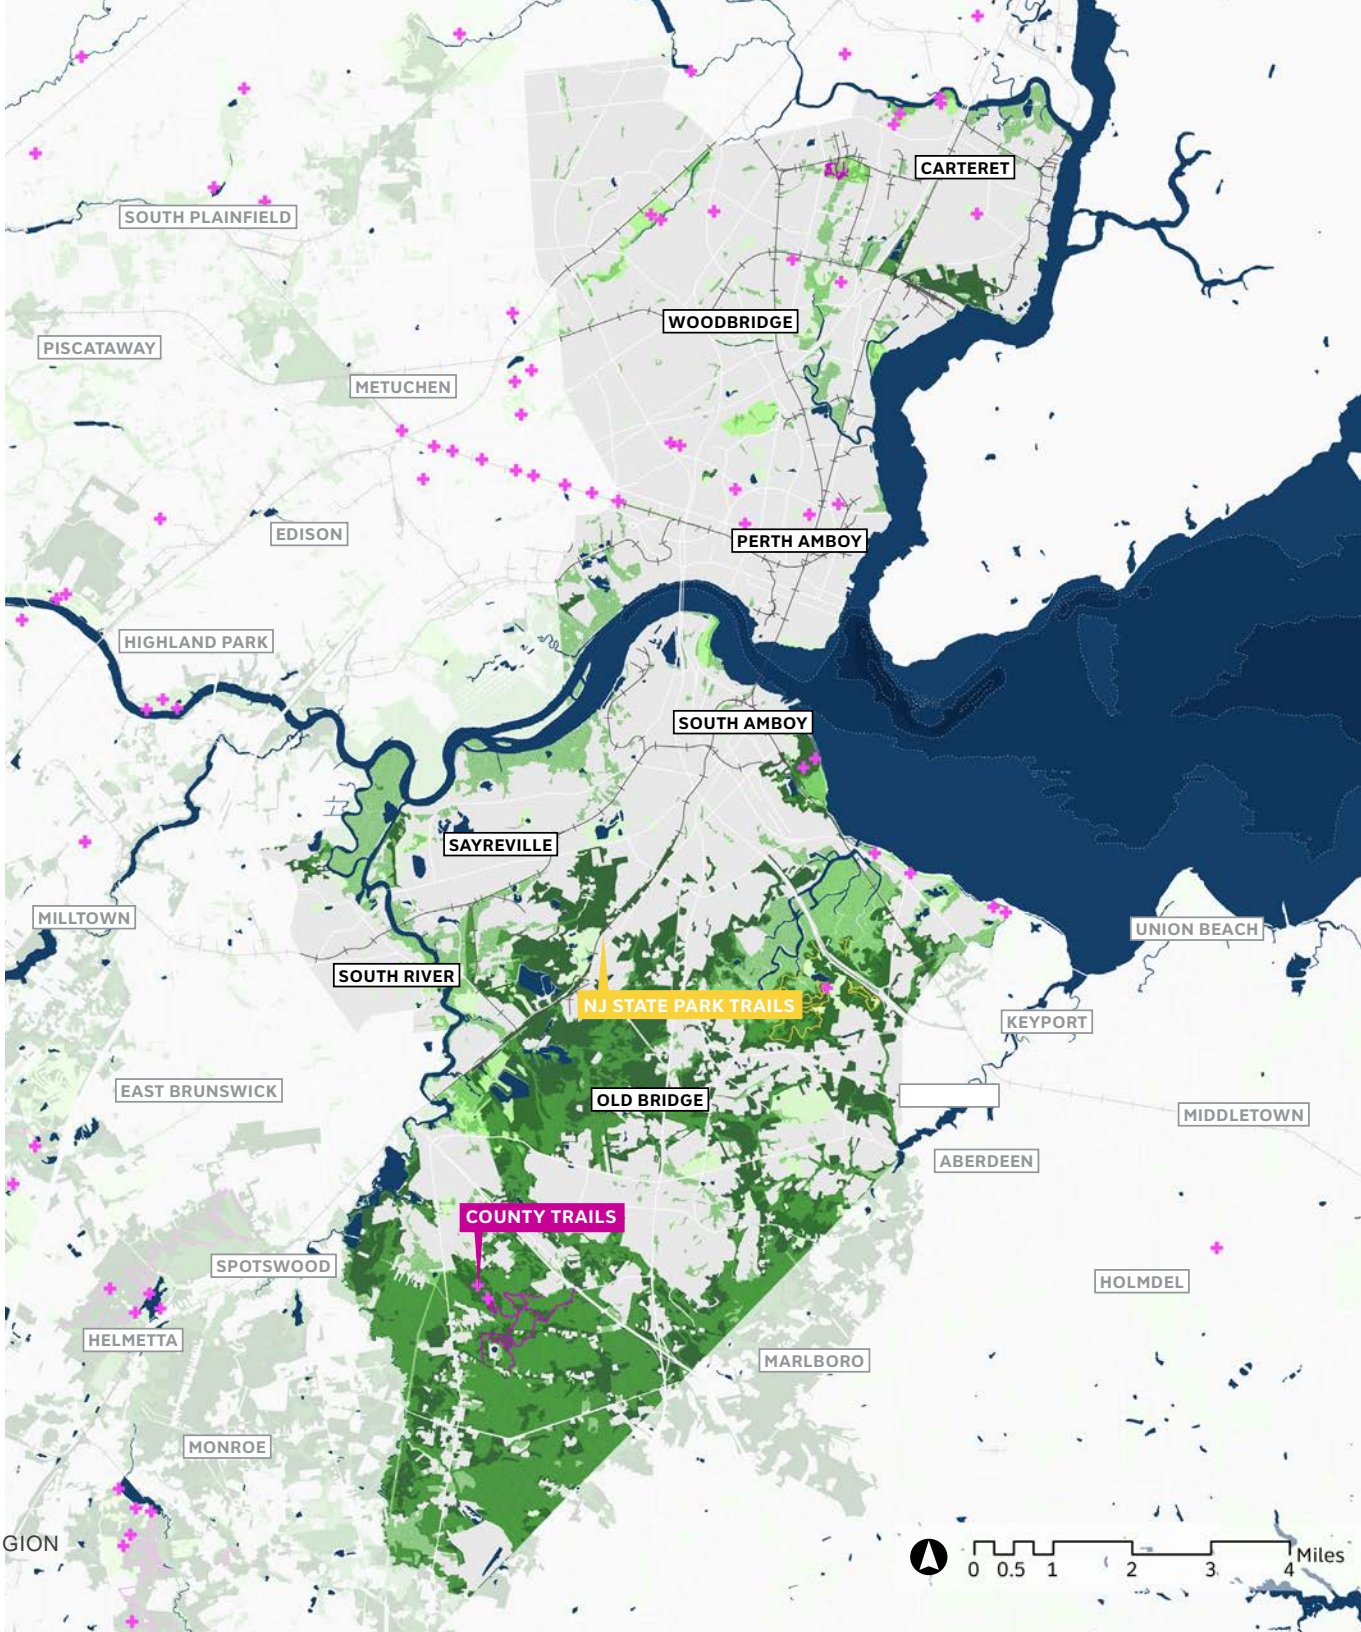 CARTERET
SOUTH PLAINFIELD
WOODBRIDGE
PISCATAWAY
METUCHEN
EDISON
PERTH AMBOY
HIGHLAND PARK
SOUTH AMBOY
SAYREVILLE
MILLTOWN
UNION BEACH
SOUTH RIVER
NJ STATE PARK TRAILS
KEYPORT
EAST BRUNSWICK
OLD BRIDGE
MIDDLETOWN
ABERDEEN
COUNTY TRAILS
SPOTSWOOD
HOLMDEL
HELMETTA
MARLBORO
MONROE
GION
Miles
0 0.5 1 2 3 4